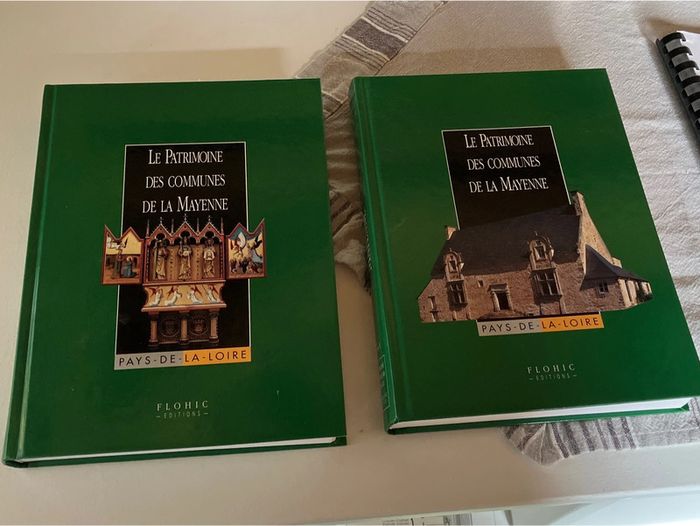 LE PATRIMOINE
DES COMMUNES
DE LA MAYENNE
PAYS-DE-LA-LOIRE
FLOHIC
—EDITIONS—
LE PATRIMOINE
DES COMMUNES
DE LA MAYENNE
PAYS-DE-LA-LOIRE
FLOHIC
—EDITIONS—